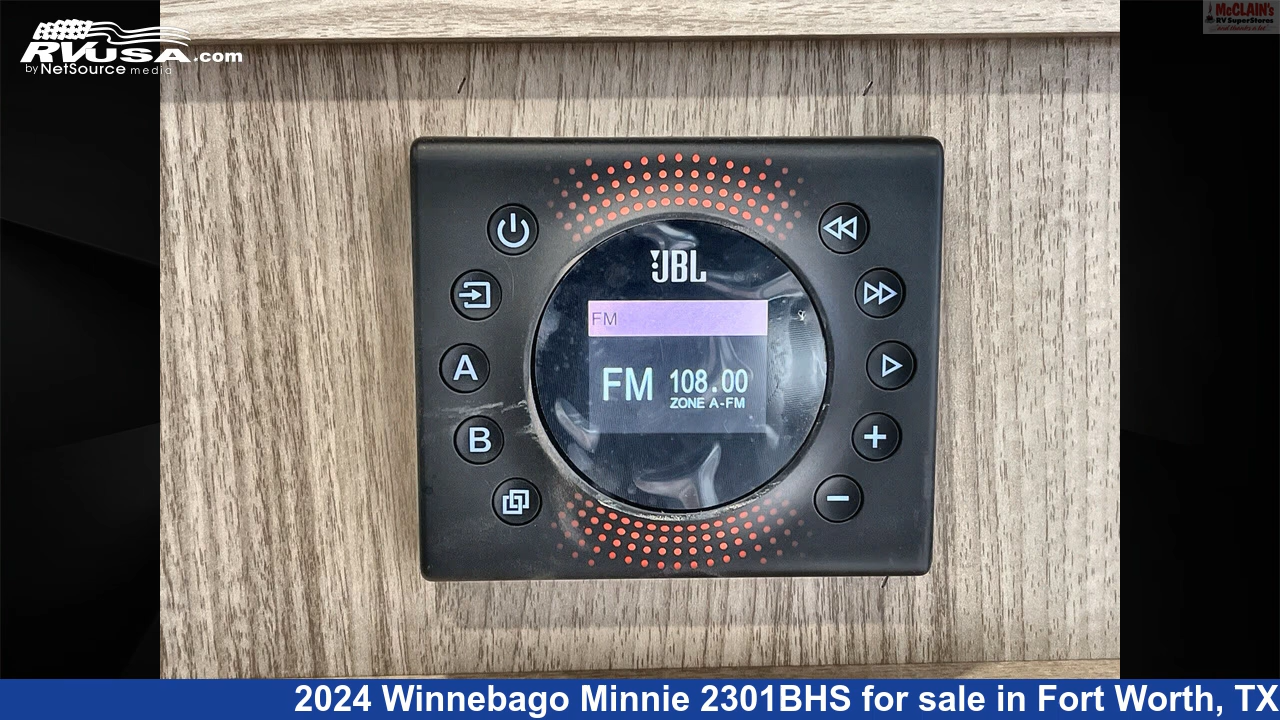 RVUSA.com
by NetSource media
McCLAIN's
RV SuperStores
JBL
FM
FM 108.00
ZONE A-FM
A
B
2024 Winnebago Minnie 2301BHS for sale in Fort Worth, TX